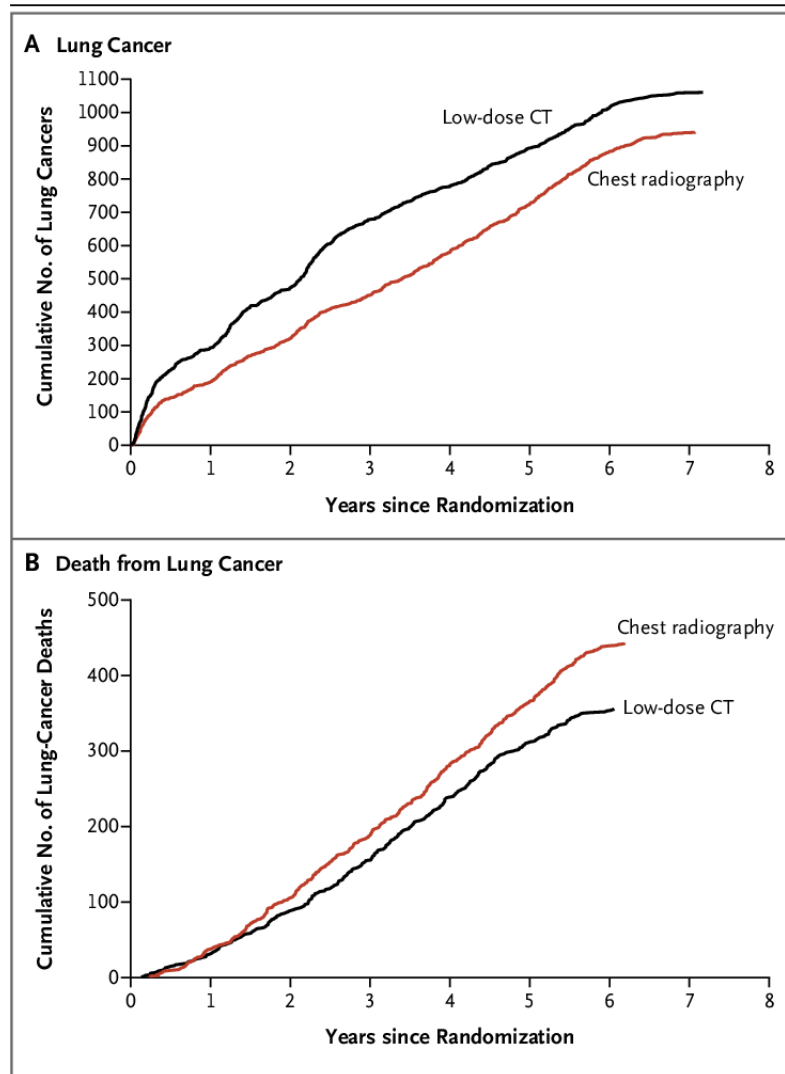 A Lung Cancer
1100
1000
900
800
700
600
500
400
300
200
100
0
Cumulative No. of Lung Cancers
Low-dose CT
Chest radiography
0 1 2 3 4 5 6 7 8
Years since Randomization
B Death from Lung Cancer
500
400
300
200
100
0
Cumulative No. of Lung-Cancer Deaths
Chest radiography
Low-dose CT
0 1 2 3 4 5 6 7 8
Years since Randomization